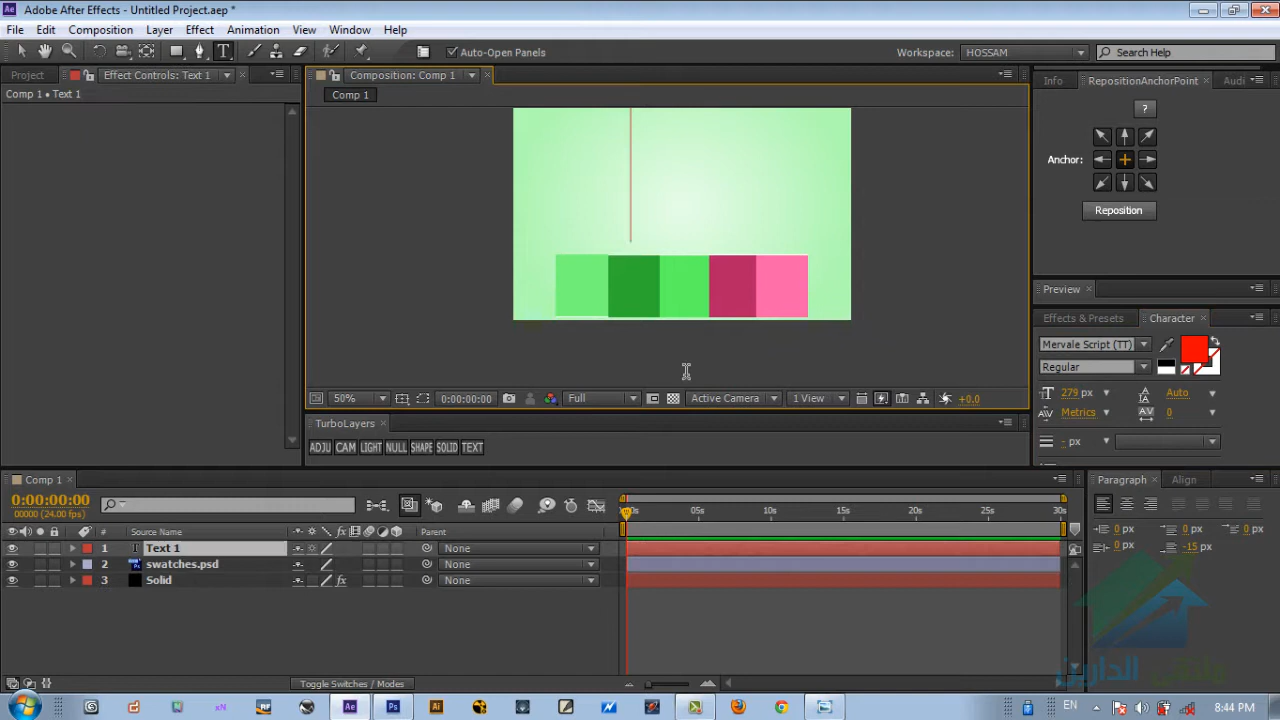 Adobe After Effects - Untitled Project.aep *
File Edit Composition Layer Effect Animation View Window Help
Auto-Open Panels
Workspace: HOSSAM
Search Help
Project
Effect Controls: Text 1
Composition: Comp 1
Info
RepositionAnchorPoint
Audi
Comp 1 • Text 1
Comp 1
?
Anchor:
Reposition
Preview
Effects & Presets
Character
Mervale Script (TT)
Regular
279 px
Auto
Metrics
0
- px
50%
0:00:00:00
Full
Active Camera
1 View
+0.0
TurboLayers
ADJU CAM LIGHT NULL SHAPE SOLID TEXT
Comp 1
Paragraph
Align
0:00:00:00
00000 (24.00 fps)
05s 10s 15s 20s 25s 30s
# Source Name
fx
Parent
0 px 0 px 0 px
0 px -15 px
1 T Text 1 None
2 swatches.psd None
3 Solid fx None
ملتقى الدارين
Toggle Switches / Modes
EN
8:44 PM